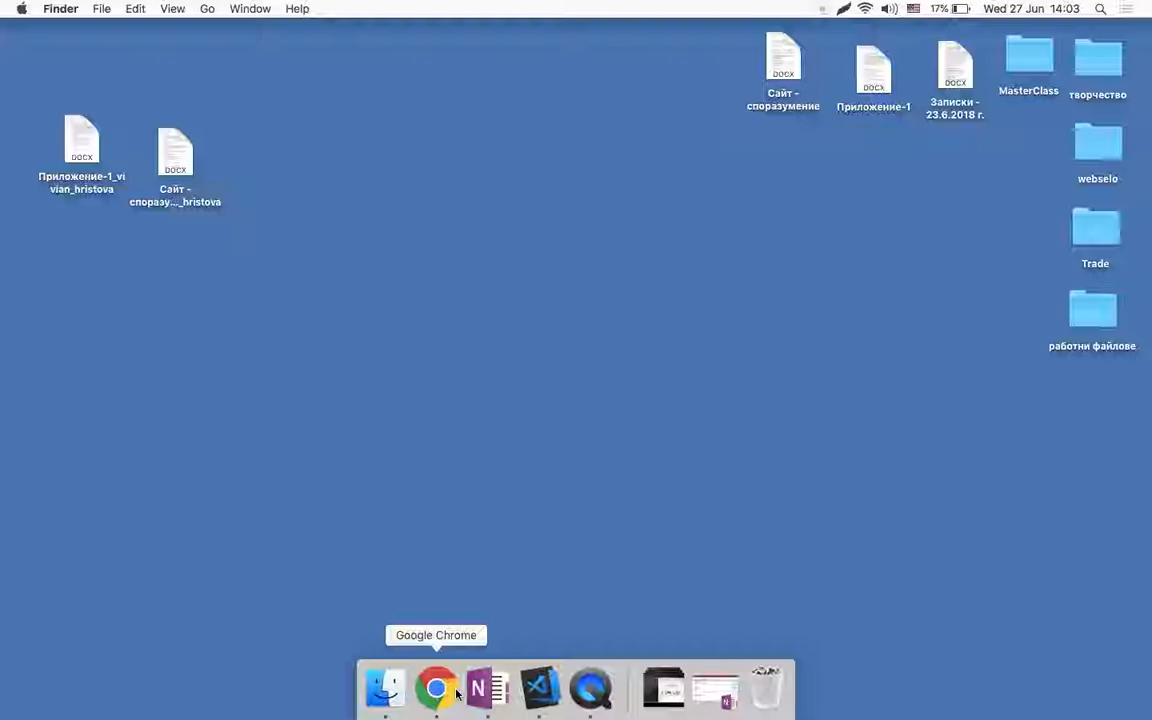 Finder File Edit View Go Window Help 17% Wed 27 Jun 14:03
DOCX
Сайт -
споразумение
DOCX
Приложение-1
DOCX
Записки -
23.6.2018 г.
MasterClass
творчество
DOCX
Приложение-1_vi
vian_hristova
DOCX
Сайт -
споразу..._hristova
webselo
Trade
работни файлове
Google Chrome
N
N